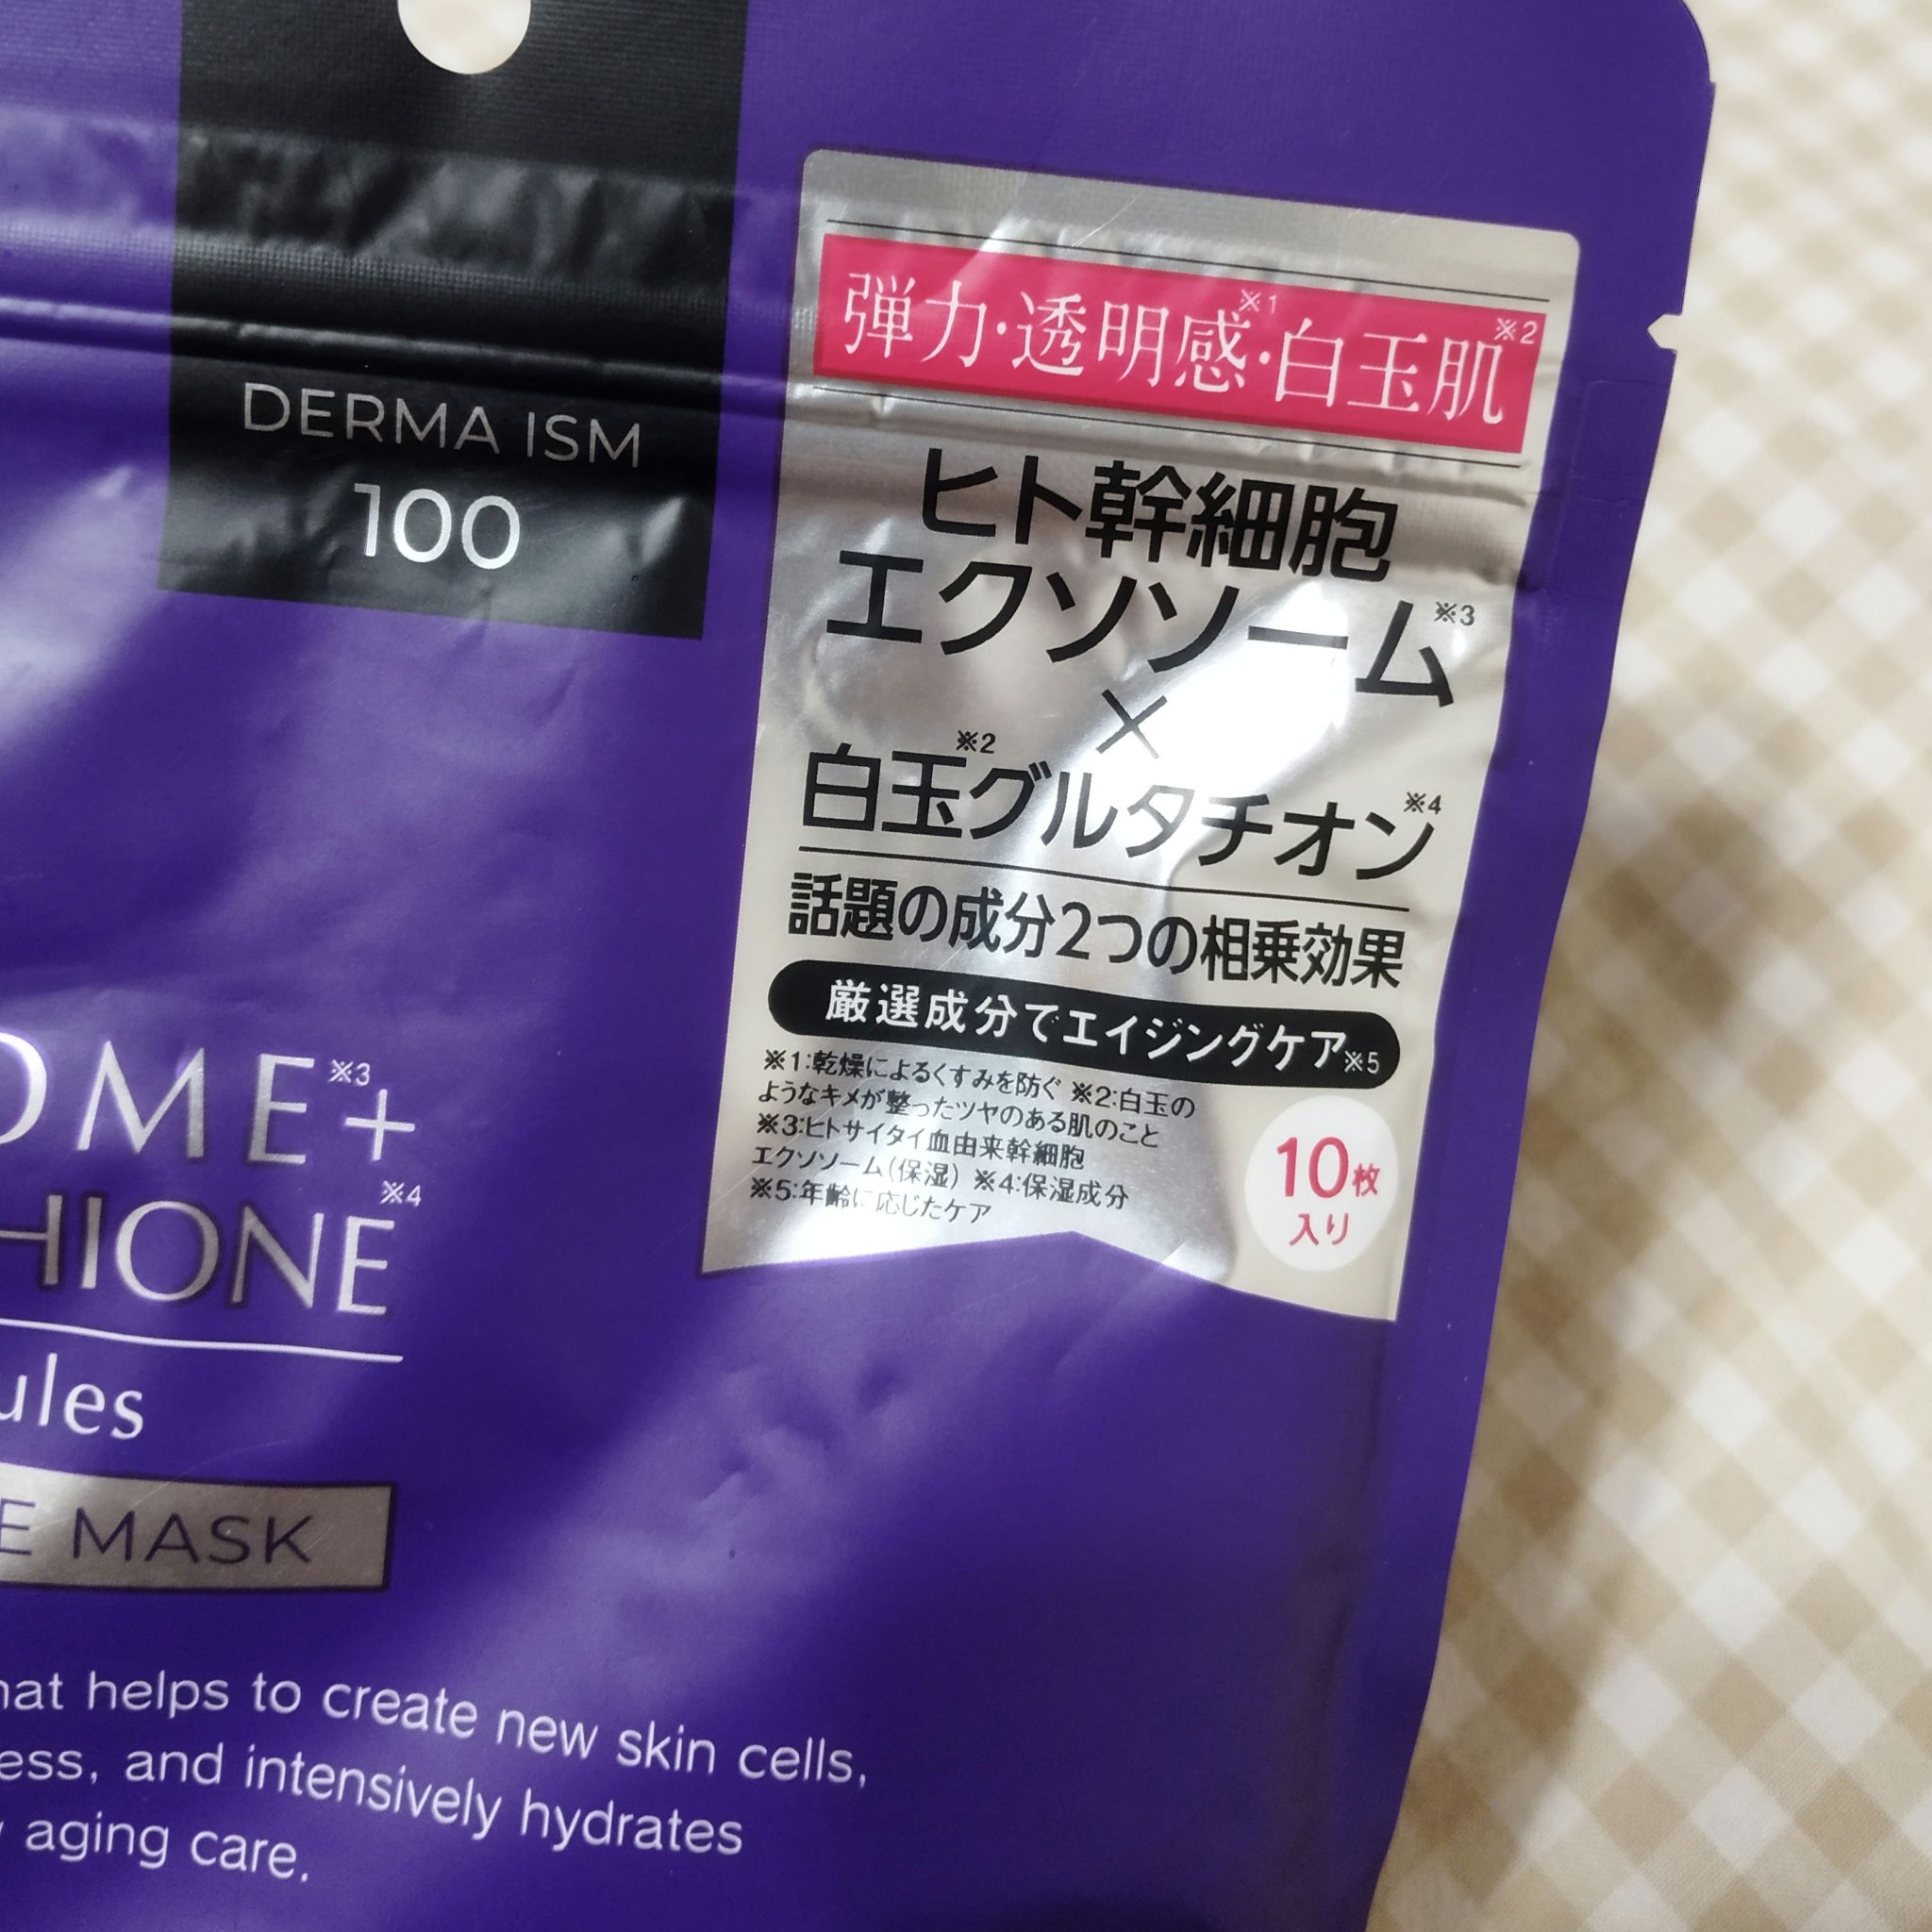 DERMA ISM
100
弾力・透明感※1・白玉肌※2
ヒト幹細胞
エクソソーム※3
×
白玉※2グルタチオン※4
話題の成分2つの相乗効果
厳選成分でエイジングケア※5
※1:乾燥によるくすみを防ぐ ※2:白玉の
ようなキメが整ったツヤのある肌のこと
※3:ヒトサイタイ血由来幹細胞
エクソソーム(保湿) ※4:保湿成分
※5:年齢に応じたケア
10枚
入り
OME※3+
HIONE※4
ules
E MASK
hat helps to create new skin cells,
ess, and intensively hydrates
aging care.